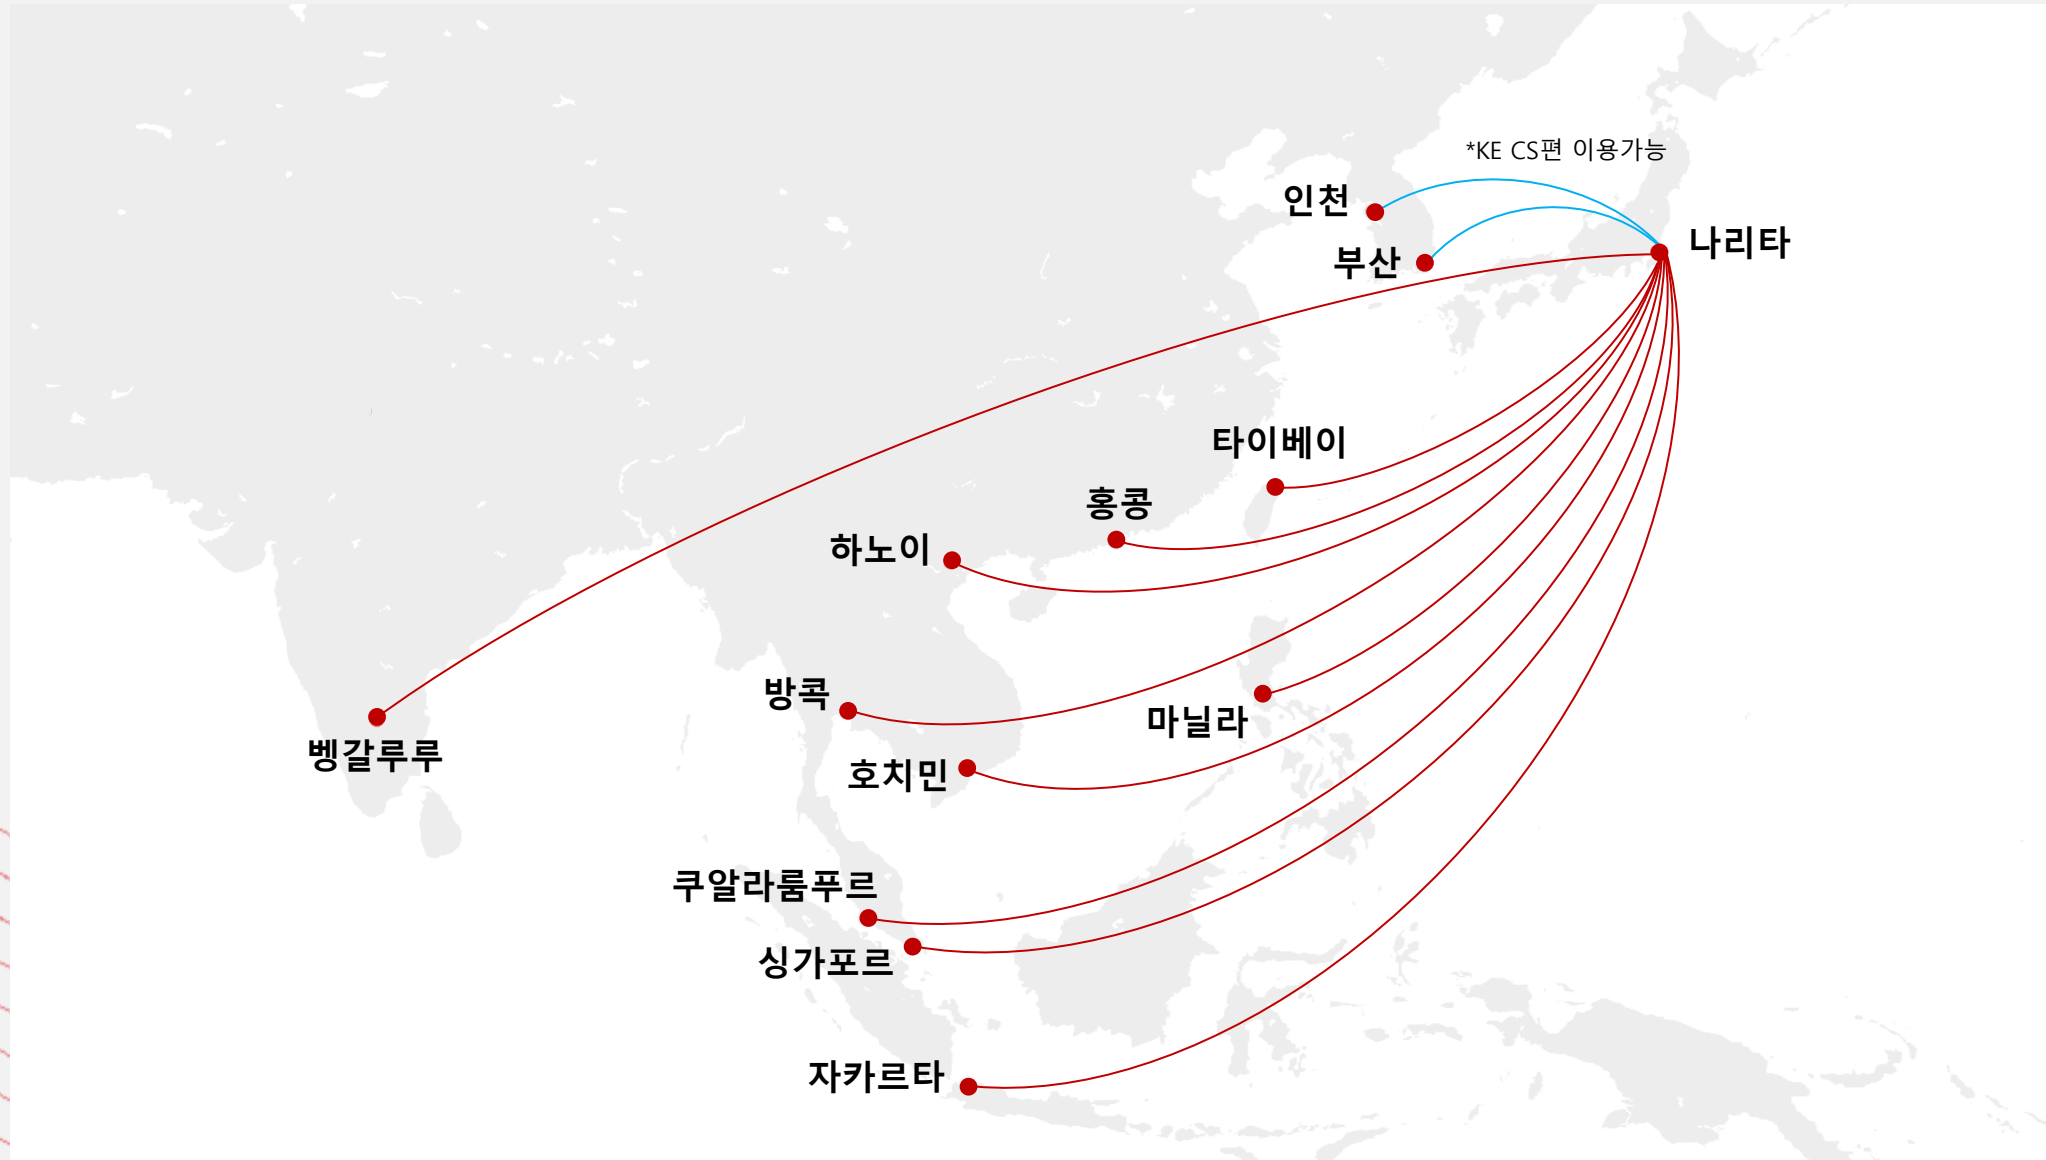 *KE CS편 이용가능
인천
나리타
부산
타이베이
홍콩
하노이
방콕
마닐라
벵갈루루
호치민
쿠알라룸푸르
싱가포르
자카르타